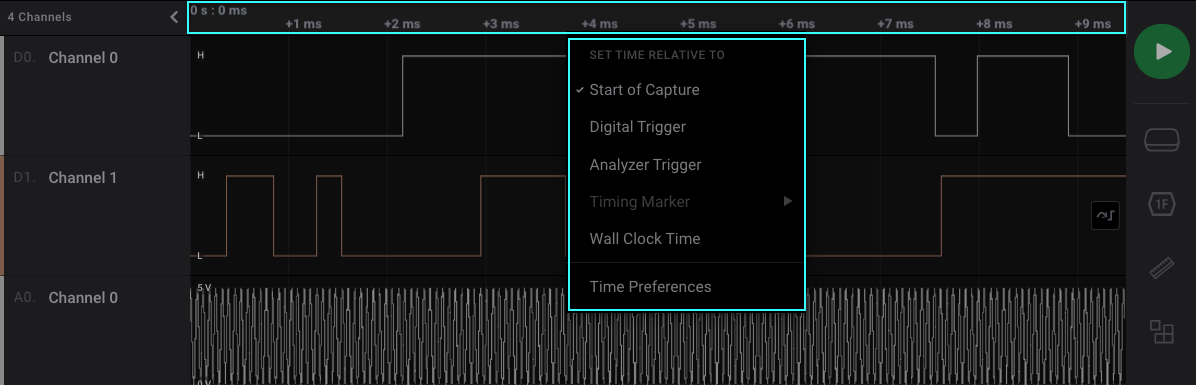 4 Channels
0 s : 0 ms
+1 ms +2 ms +3 ms +4 ms +5 ms +6 ms +7 ms +8 ms +9 ms
D0. Channel 0
H
L
D1. Channel 1
H
L
A0. Channel 0
5 V
0 V
SET TIME RELATIVE TO
Start of Capture
Digital Trigger
Analyzer Trigger
Timing Marker
Wall Clock Time
Time Preferences
1F